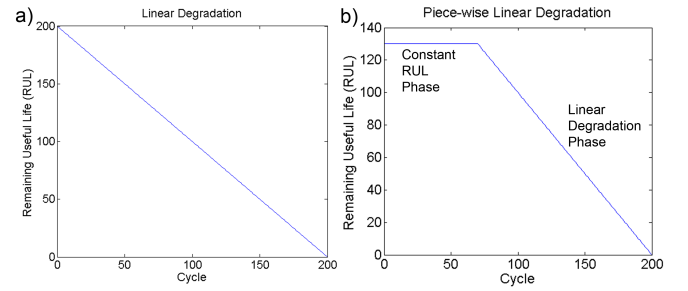 a)
Linear Degradation
Remaining Useful Life (RUL)
200
150
100
50
0
0 50 100 150 200
Cycle
b)
Piece-wise Linear Degradation
Remaining Useful Life (RUL)
140
120
100
80
60
40
20
0
Constant
RUL
Phase
Linear
Degradation
Phase
0 50 100 150 200
Cycle